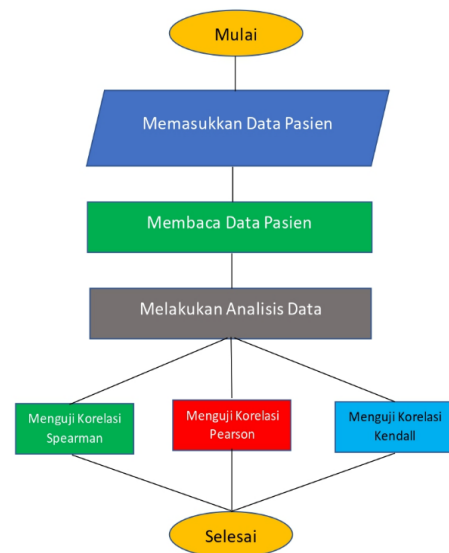 Mulai
Memasukkan Data Pasien
Membaca Data Pasien
Melakukan Analisis Data
Menguji Korelasi
Spearman
Menguji Korelasi
Pearson
Menguji Korelasi
Kendall
Selesai